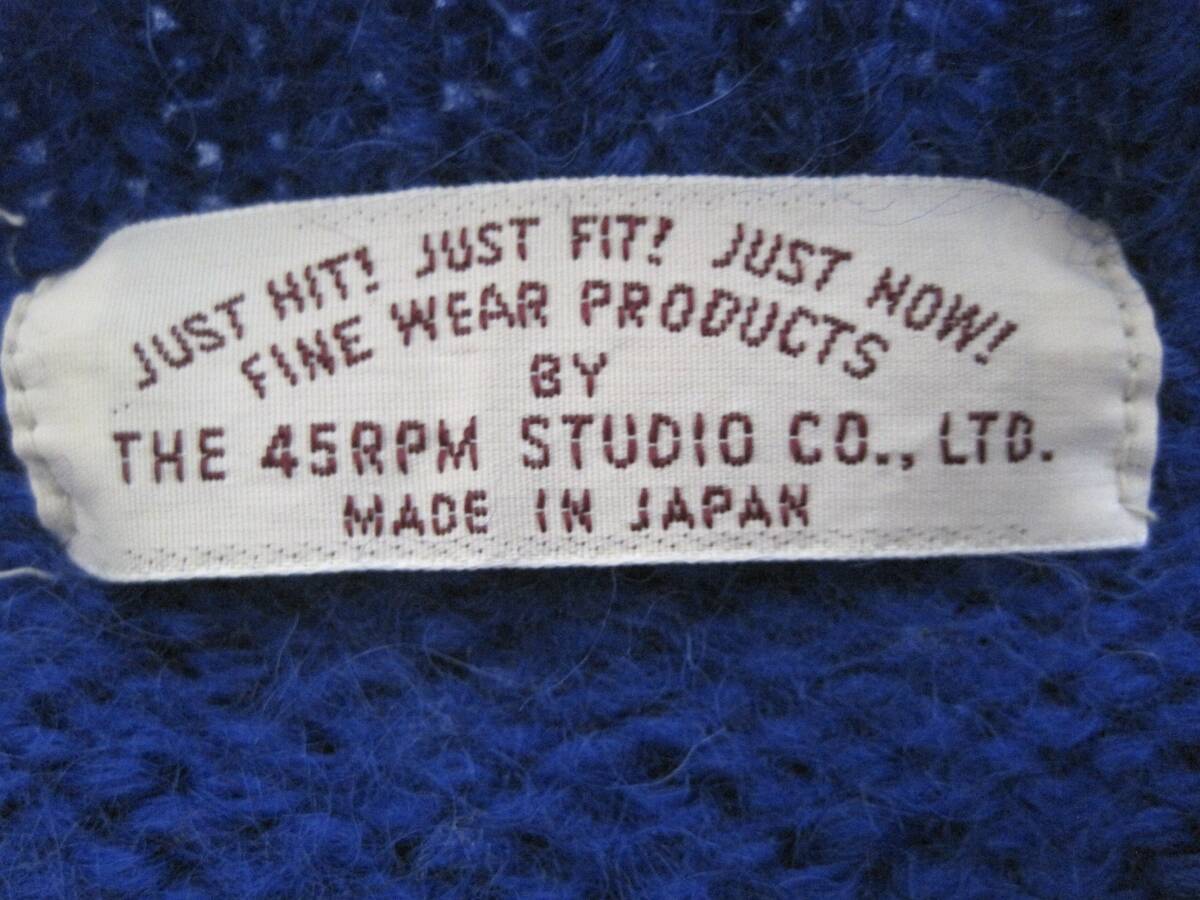 JUST HIT! JUST FIT! JUST NOW!
FINE WEAR PRODUCTS
BY
THE 45RPM STUDIO CO., LTD.
MADE IN JAPAN